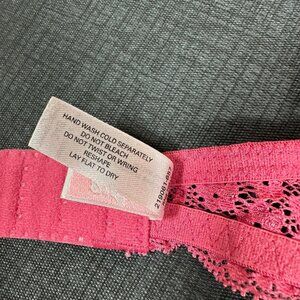 HAND WASH COLD SEPARATELY
DO NOT BLEACH
DO NOT TWIST OR WRING
RESHAPE
LAY FLAT TO DRY